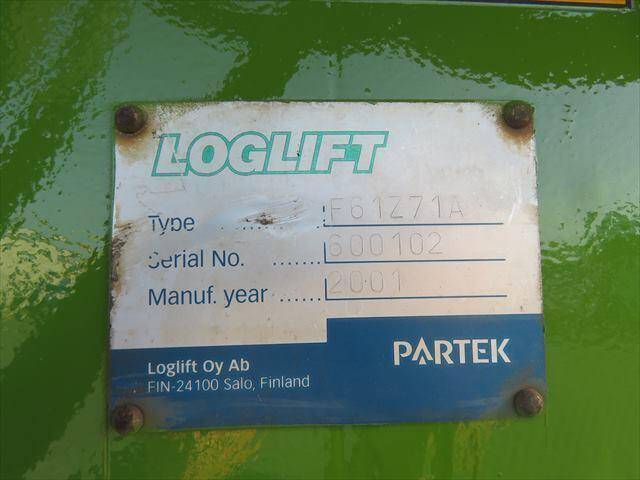 LOGLIFT
Type ........ F61Z71A
Serial No. ........ 600102
Manuf. year ...... 2001
Loglift Oy Ab
FIN-24100 Salo, Finland
PARTEK